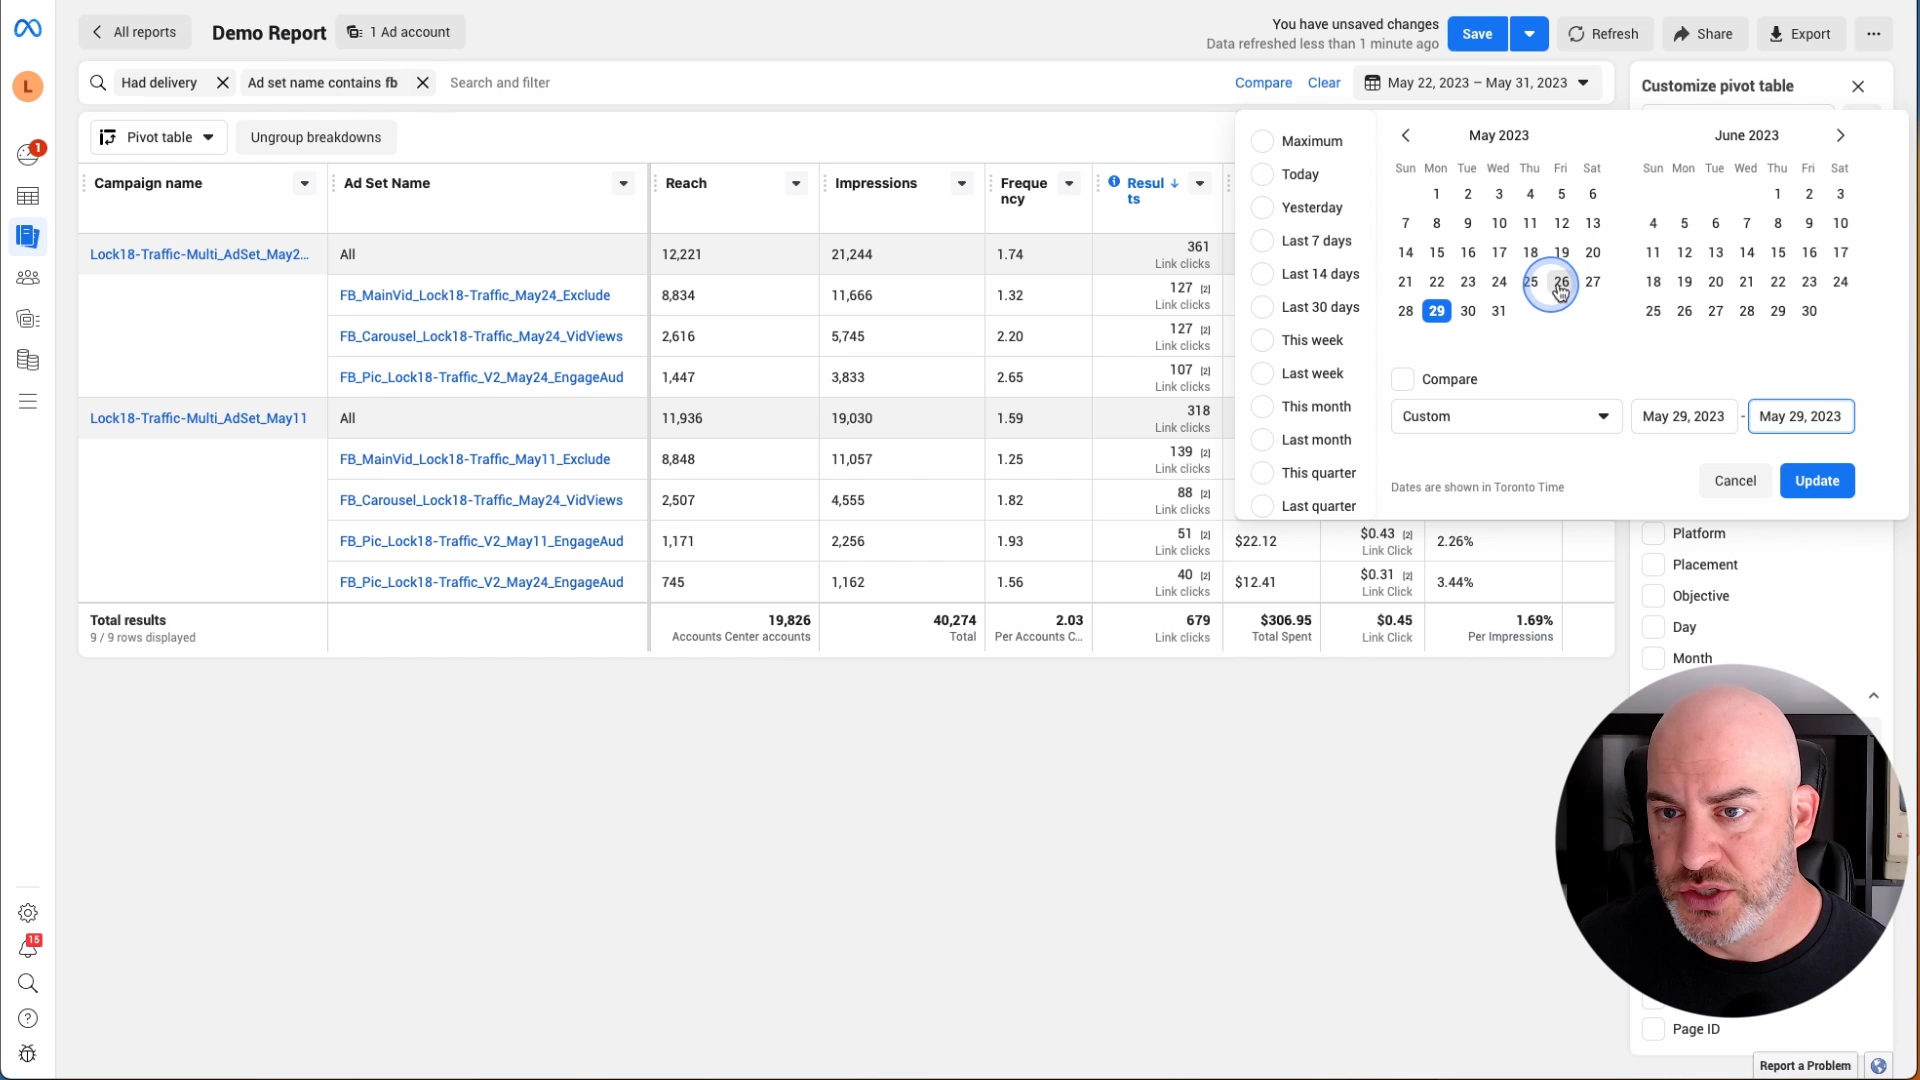 All reports
Demo Report
1 Ad account
You have unsaved changes
Data refreshed less than 1 minute ago
Save
Refresh
Share
Export
L
Had delivery
Ad set name contains fb
Search and filter
Compare
Clear
May 22, 2023 – May 31, 2023
Customize pivot table
1
Pivot table
Ungroup breakdowns
Campaign name
Ad Set Name
Reach
Impressions
Freque
ncy
Resul
ts
Lock18-Traffic-Multi_AdSet_May2...
All
12,221
21,244
1.74
361
Link clicks
FB_MainVid_Lock18-Traffic_May24_Exclude
8,834
11,666
1.32
127 [2]
Link clicks
FB_Carousel_Lock18-Traffic_May24_VidViews
2,616
5,745
2.20
127 [2]
Link clicks
FB_Pic_Lock18-Traffic_V2_May24_EngageAud
1,447
3,833
2.65
107 [2]
Link clicks
Lock18-Traffic-Multi_AdSet_May11
All
11,936
19,030
1.59
318
Link clicks
FB_MainVid_Lock18-Traffic_May11_Exclude
8,848
11,057
1.25
139 [2]
Link clicks
FB_Carousel_Lock18-Traffic_May24_VidViews
2,507
4,555
1.82
88 [2]
Link clicks
FB_Pic_Lock18-Traffic_V2_May11_EngageAud
1,171
2,256
1.93
51 [2]
Link clicks
$22.12
$0.43 [2]
Link Click
2.26%
FB_Pic_Lock18-Traffic_V2_May24_EngageAud
745
1,162
1.56
40 [2]
Link clicks
$12.41
$0.31 [2]
Link Click
3.44%
Total results
9 / 9 rows displayed
19,826
Accounts Center accounts
40,274
Total
2.03
Per Accounts C...
679
Link clicks
$306.95
Total Spent
$0.45
Link Click
1.69%
Per Impressions
Maximum
Today
Yesterday
Last 7 days
Last 14 days
Last 30 days
This week
Last week
This month
Last month
This quarter
Last quarter
May 2023
Sun Mon Tue Wed Thu Fri Sat
1 2 3 4 5 6
7 8 9 10 11 12 13
14 15 16 17 18 19 20
21 22 23 24 25 26 27
28 29 30 31
June 2023
Sun Mon Tue Wed Thu Fri Sat
1 2 3
4 5 6 7 8 9 10
11 12 13 14 15 16 17
18 19 20 21 22 23 24
25 26 27 28 29 30
Compare
Custom
May 29, 2023 - May 29, 2023
Dates are shown in Toronto Time
Cancel
Update
Platform
Placement
Objective
Day
Month
Page ID
15
Report a Problem